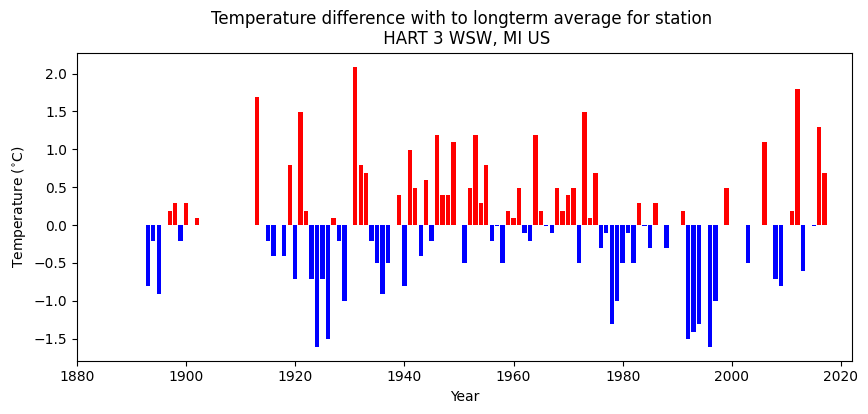 Temperature difference with to longterm average for station
HART 3 WSW, MI US
Temperature (°C)
2.0
1.5
1.0
0.5
0.0
−0.5
−1.0
−1.5
1880 1900 1920 1940 1960 1980 2000 2020
Year